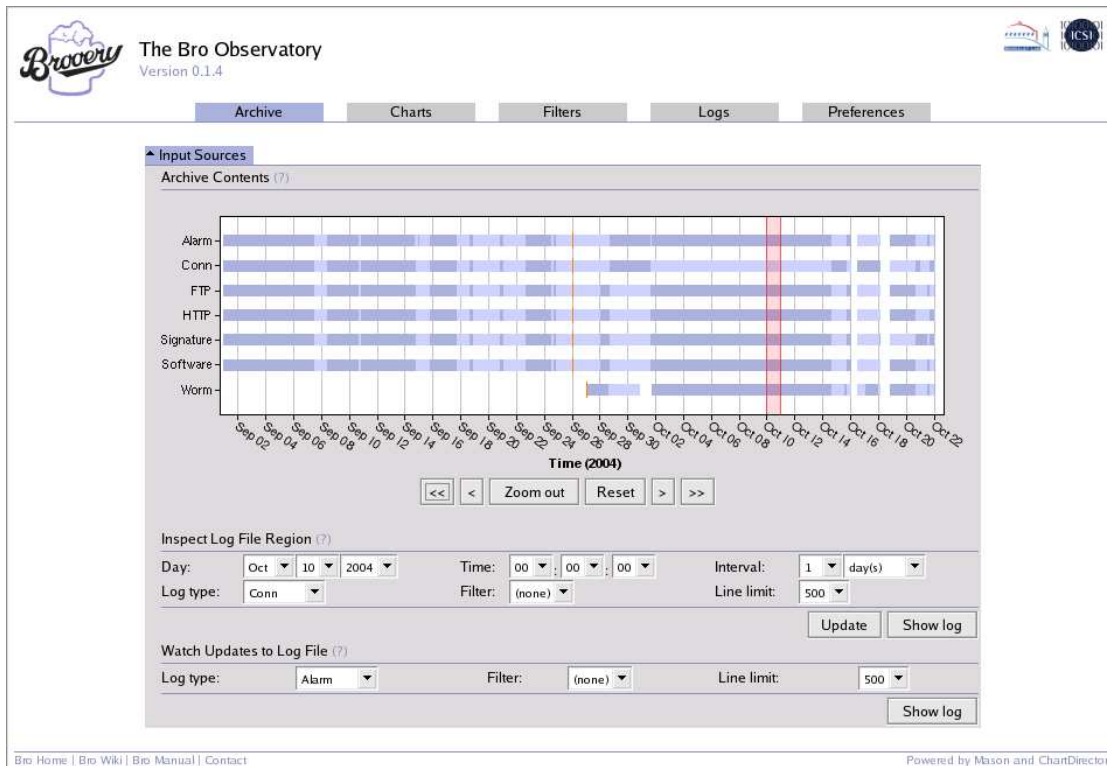 Brooery
The Bro Observatory
Version 0.1.4
ICSI
Archive Charts Filters Logs Preferences
Input Sources
Archive Contents (?)
Alarm
Conn
FTP
HTTP
Signature
Software
Worm
Sep 02 Sep 04 Sep 06 Sep 08 Sep 10 Sep 12 Sep 14 Sep 16 Sep 18 Sep 20 Sep 22 Sep 24 Sep 26 Sep 28 Sep 30 Oct 02 Oct 04 Oct 06 Oct 08 Oct 10 Oct 12 Oct 14 Oct 16 Oct 18 Oct 20 Oct 22
Time (2004)
<< < Zoom out Reset > >>
Inspect Log File Region (?)
Day: Oct 10 2004 Time: 00 : 00 : 00 Interval: 1 day(s)
Log type: Conn Filter: (none) Line limit: 500
Update Show log
Watch Updates to Log File (?)
Log type: Alarm Filter: (none) Line limit: 500
Show log
Bro Home | Bro Wiki | Bro Manual | Contact Powered by Mason and ChartDirector